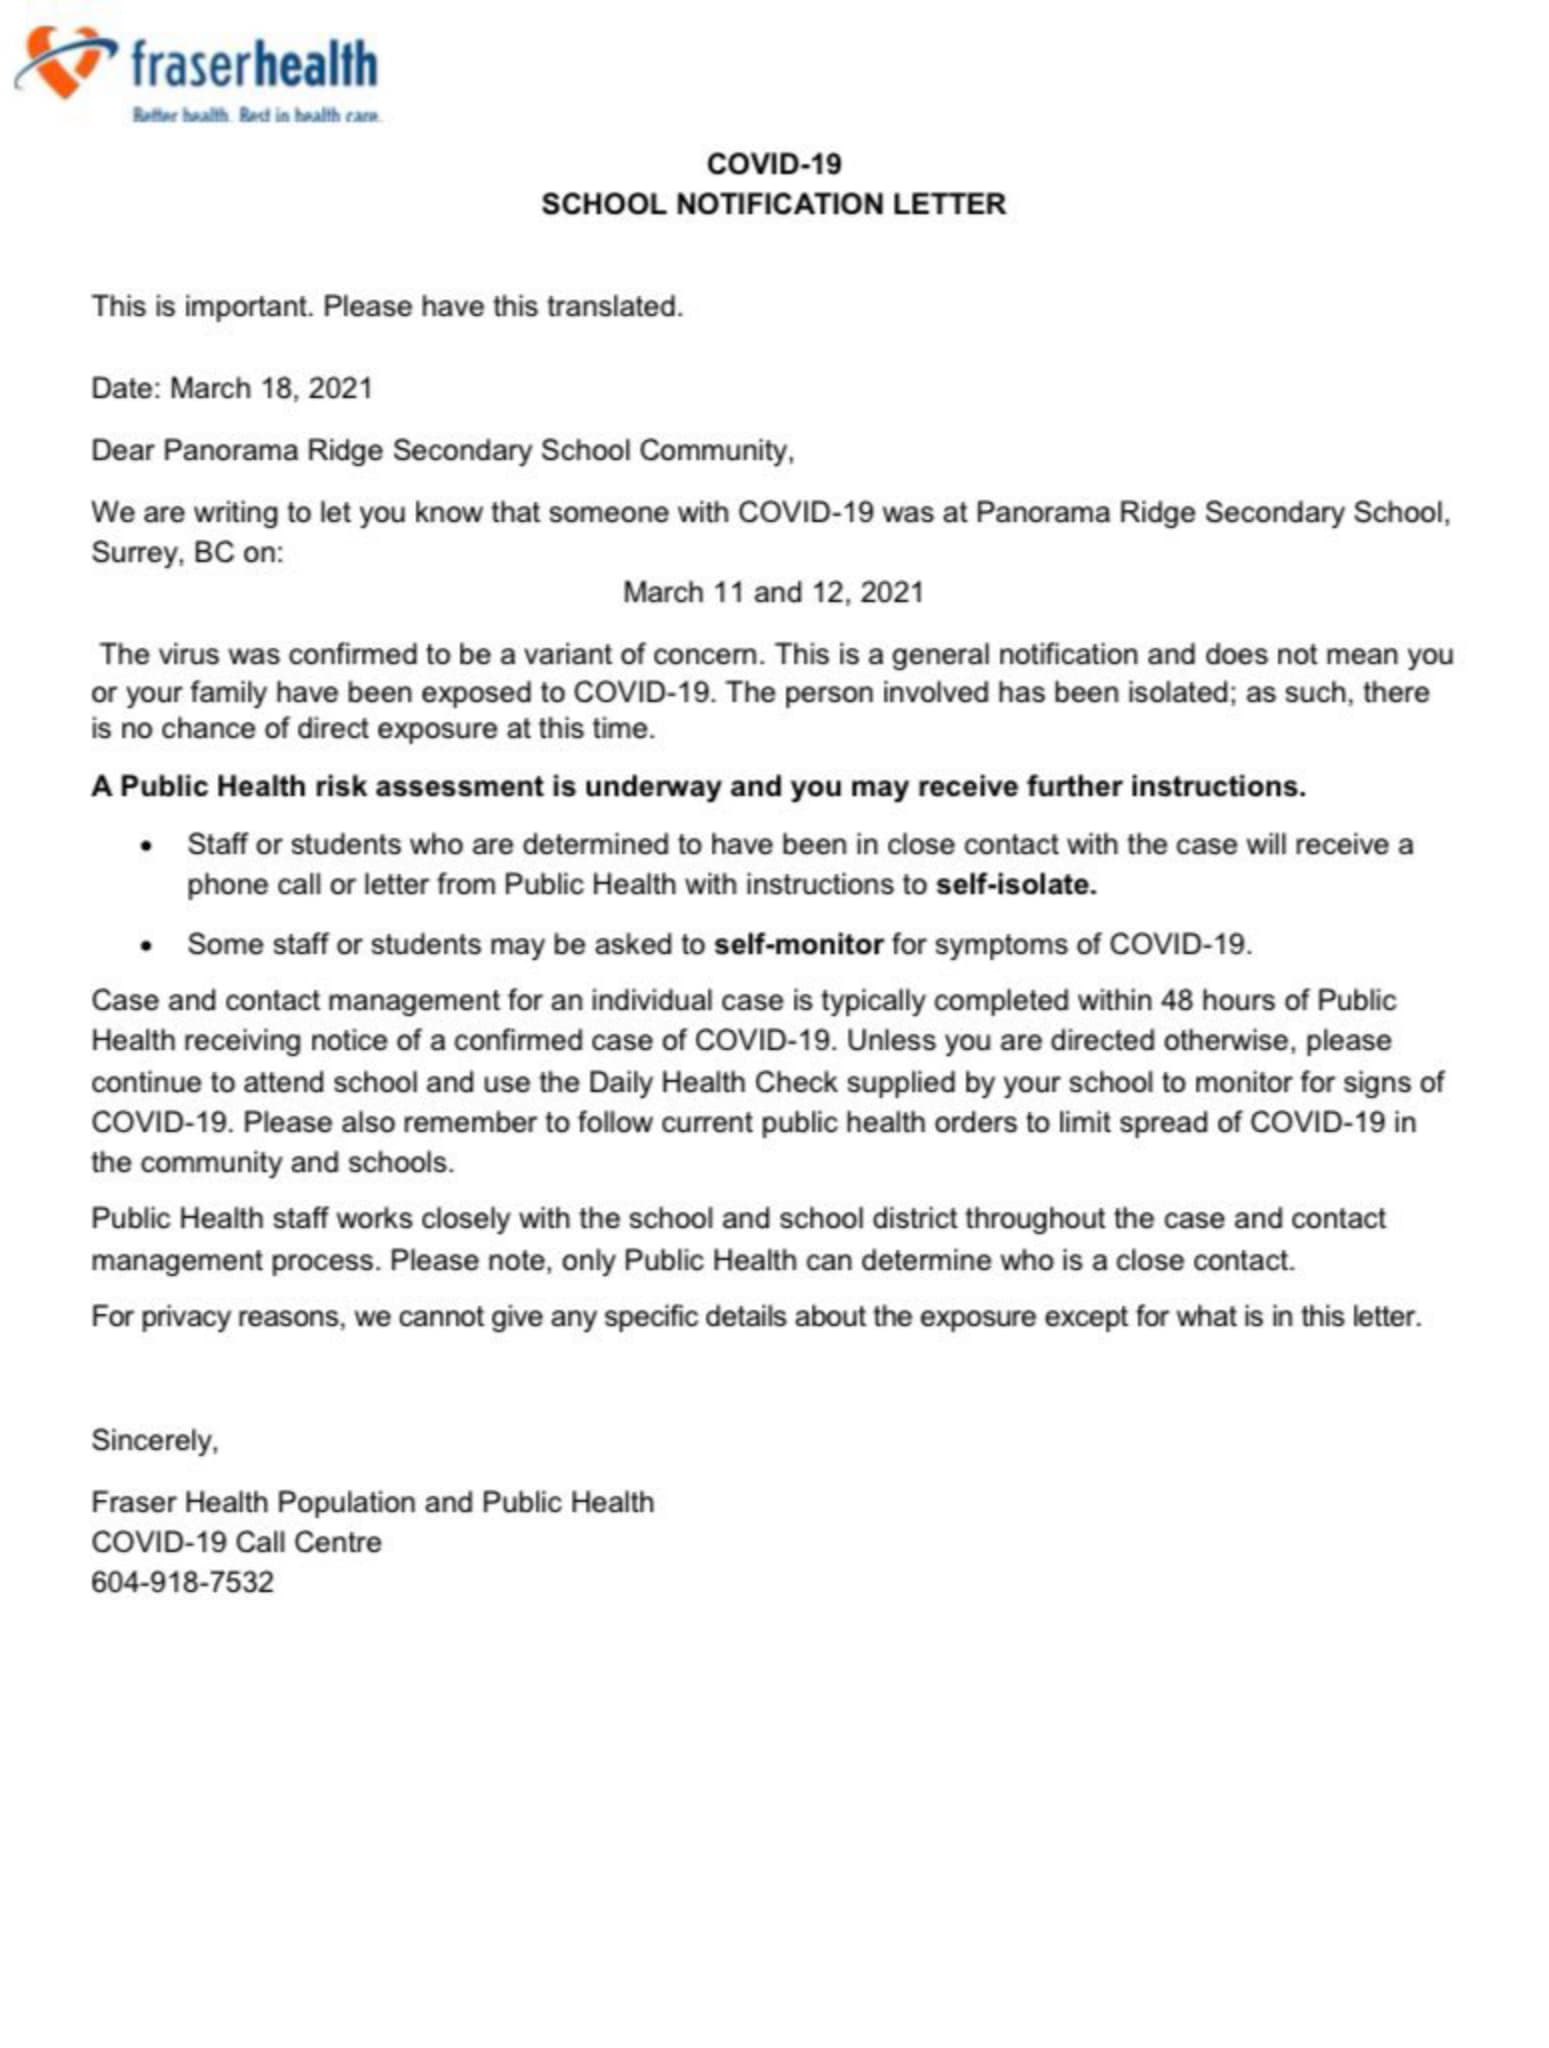 fraserhealth
Better health. Best in health care.
COVID-19
SCHOOL NOTIFICATION LETTER
This is important. Please have this translated.
Date: March 18, 2021
Dear Panorama Ridge Secondary School Community,
We are writing to let you know that someone with COVID-19 was at Panorama Ridge Secondary School,
Surrey, BC on:
March 11 and 12, 2021
The virus was confirmed to be a variant of concern. This is a general notification and does not mean you
or your family have been exposed to COVID-19. The person involved has been isolated; as such, there
is no chance of direct exposure at this time.
A Public Health risk assessment is underway and you may receive further instructions.
• Staff or students who are determined to have been in close contact with the case will receive a
phone call or letter from Public Health with instructions to self-isolate.
• Some staff or students may be asked to self-monitor for symptoms of COVID-19.
Case and contact management for an individual case is typically completed within 48 hours of Public
Health receiving notice of a confirmed case of COVID-19. Unless you are directed otherwise, please
continue to attend school and use the Daily Health Check supplied by your school to monitor for signs of
COVID-19. Please also remember to follow current public health orders to limit spread of COVID-19 in
the community and schools.
Public Health staff works closely with the school and school district throughout the case and contact
management process. Please note, only Public Health can determine who is a close contact.
For privacy reasons, we cannot give any specific details about the exposure except for what is in this letter.
Sincerely,
Fraser Health Population and Public Health
COVID-19 Call Centre
604-918-7532